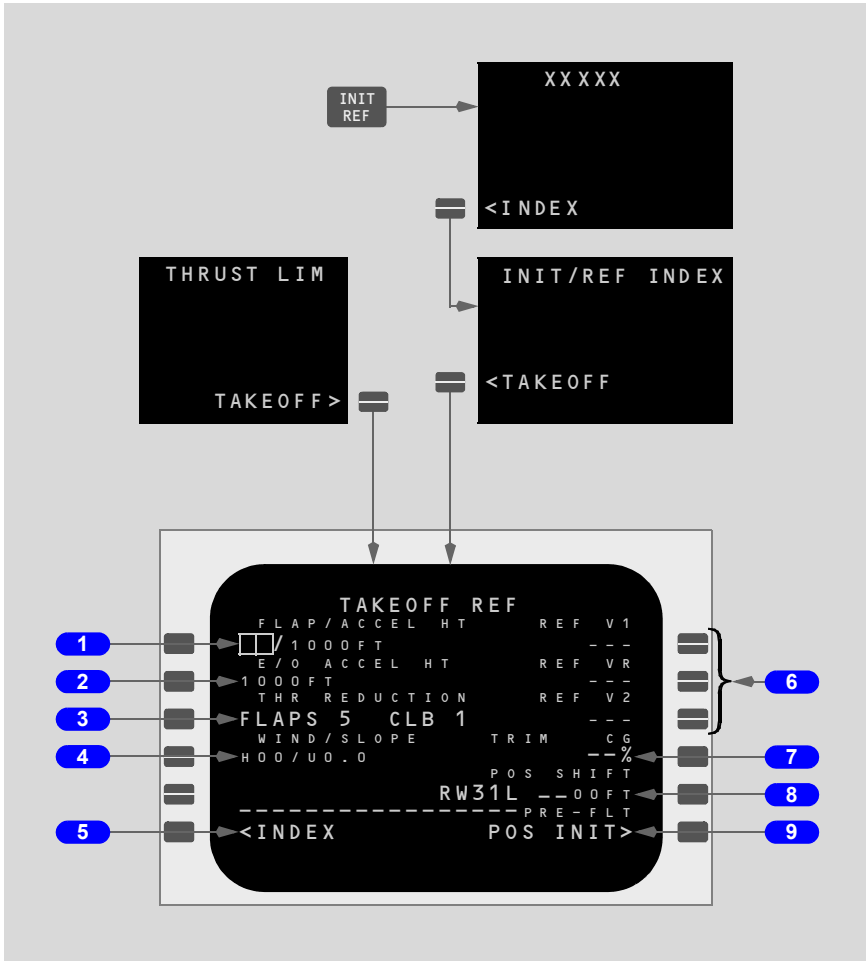 XXXXX
INIT
REF
<INDEX
THRUST LIM
INIT/REF INDEX
<TAKEOFF
TAKEOFF>
TAKEOFF REF
FLAP/ACCEL HT REF V1
1 /1000FT ---
E/O ACCEL HT REF VR
2 1000FT --- 6
THR REDUCTION REF V2
3 FLAPS 5 CLB 1 ---
WIND/SLOPE TRIM CG
4 H00/U0.0 --% 7
POS SHIFT
RW31L --00FT 8
------------------PRE-FLT
5 <INDEX POS INIT> 9